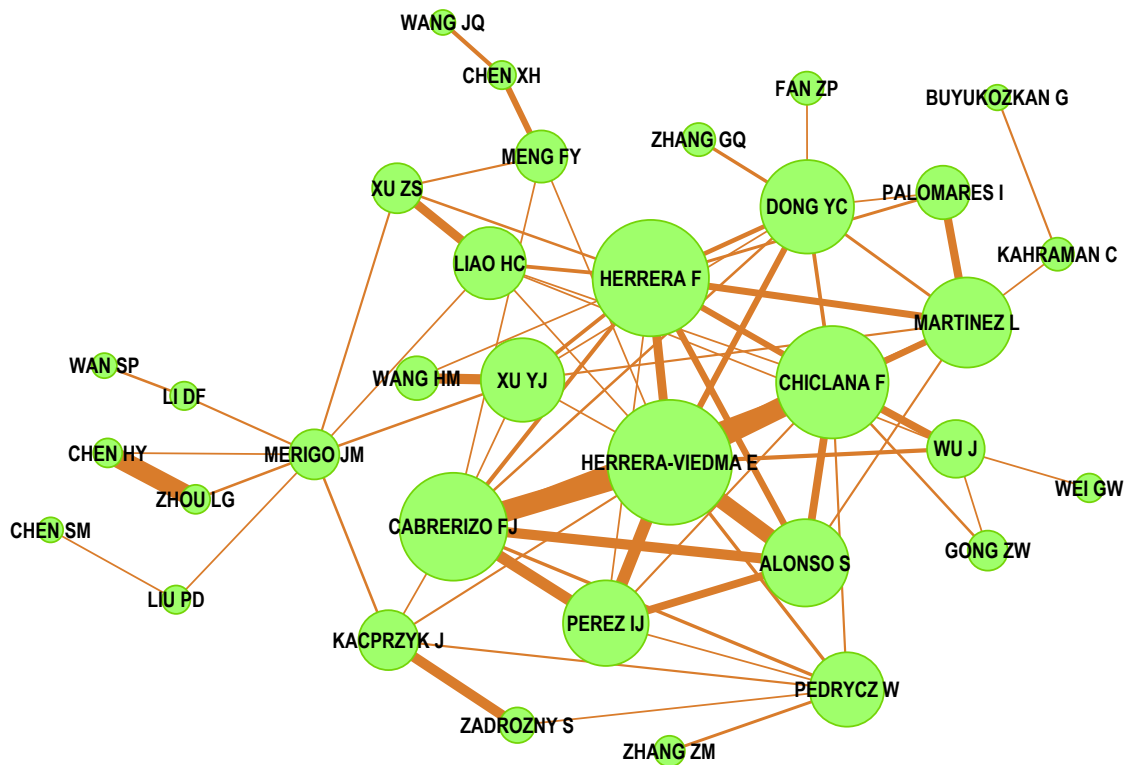 WANG JQ
CHEN XH
FAN ZP
BUYUKOZKAN G
ZHANG GQ
MENG FY
XU ZS
PALOMARES I
DONG YC
LIAO HC
KAHRAMAN C
HERRERA F
MARTINEZ L
WAN SP
WANG HM
XU YJ
CHICLANA F
LI DF
CHEN HY
MERIGO JM
HERRERA-VIEDMA E
WU J
ZHOU LG
WEI GW
CHEN SM
CABRERIZO FJ
GONG ZW
ALONSO S
LIU PD
PEREZ IJ
KACPRZYK J
PEDRYCZ W
ZADROZNY S
ZHANG ZM